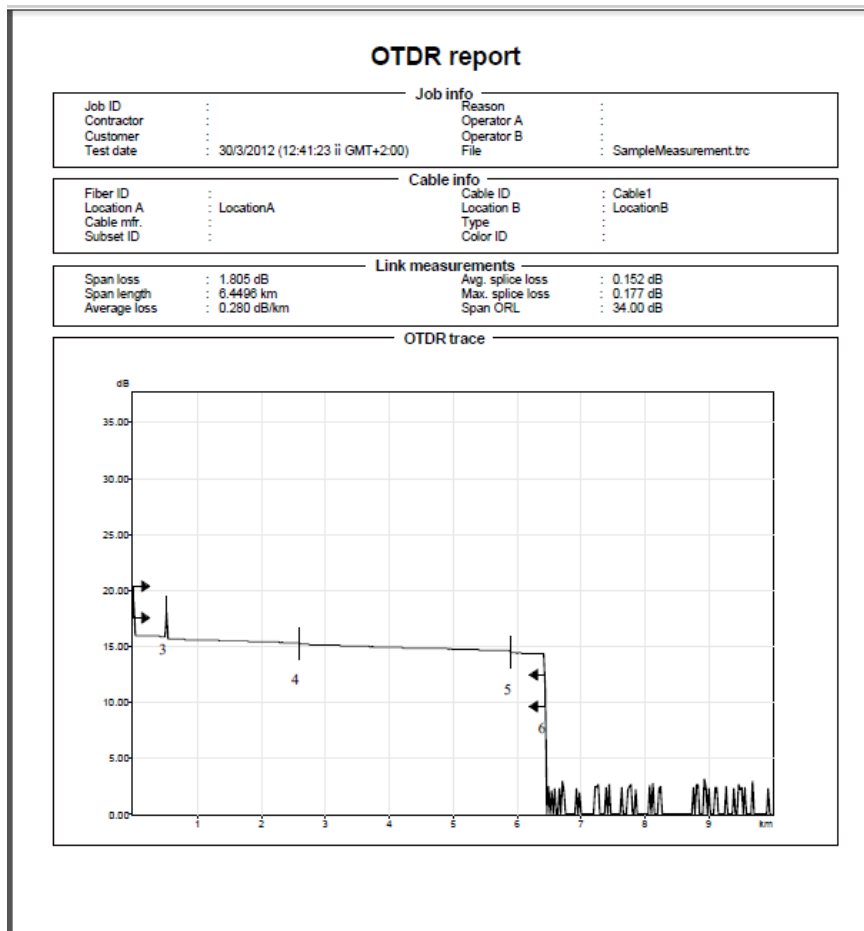 OTDR report
Job info
Job ID : Reason :
Contractor : Operator A :
Customer : Operator B :
Test date : 30/3/2012 (12:41:23 ìì GMT+2:00) File : SampleMeasurement.trc
Cable info
Fiber ID : Cable ID : Cable1
Location A : LocationA Location B : LocationB
Cable mfr. : Type :
Subset ID : Color ID :
Link measurements
Span loss : 1.805 dB Avg. splice loss : 0.152 dB
Span length : 6.4496 km Max. splice loss : 0.177 dB
Average loss : 0.280 dB/km Span ORL : 34.00 dB
OTDR trace
dB
35.00
30.00
25.00
20.00
15.00
10.00
5.00
0.00
3
4
5
6
1 2 3 4 5 6 7 8 9 km